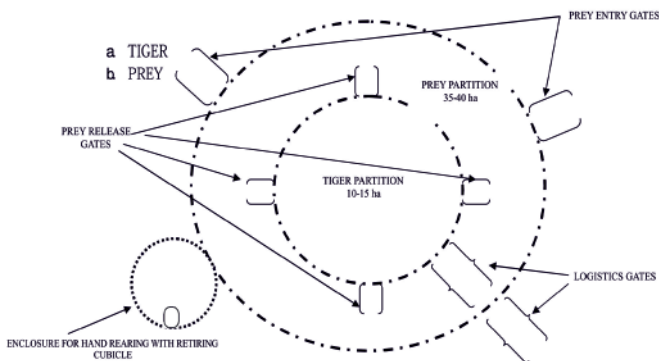 PREY ENTRY GATES
a TIGER
b PREY
PREY PARTITION
35-40 ha
PREY RELEASE
GATES
TIGER PARTITION
10-15 ha
LOGISTICS GATES
ENCLOSURE FOR HAND REARING WITH RETIRING
CUBICLE